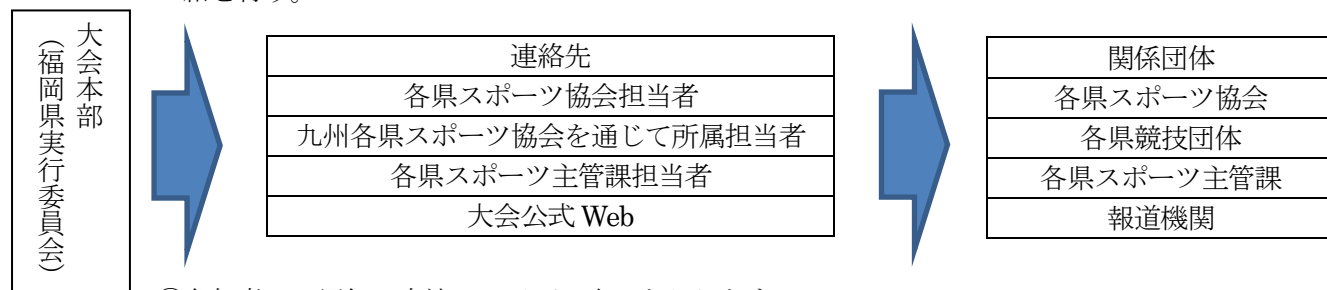 大会本部
(福岡県実行委員会)
連絡先
各県スポーツ協会担当者
九州各県スポーツ協会を通じて所属担当者
各県スポーツ主管課担当者
大会公式 Web
関係団体
各県スポーツ協会
各県競技団体
各県スポーツ主管課
報道機関